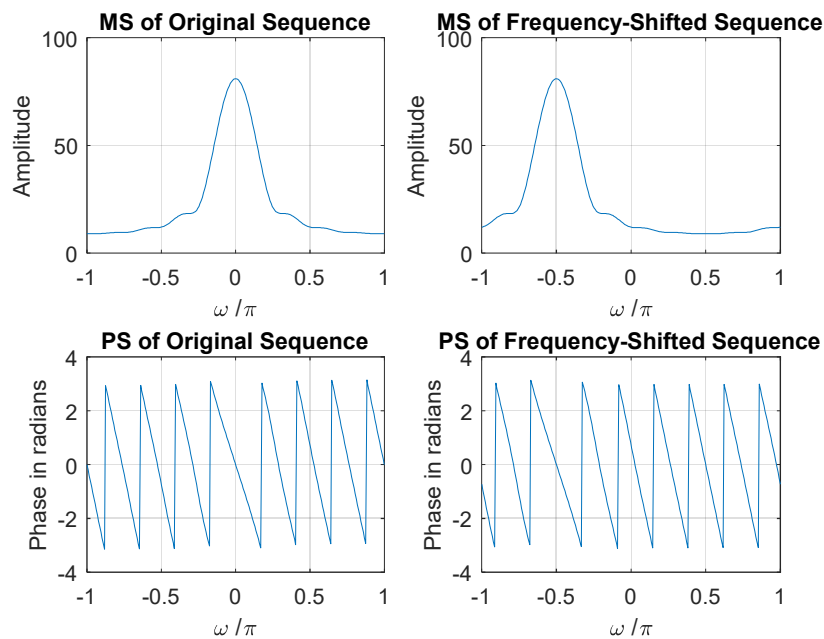 MS of Original Sequence
100
50
0
Amplitude
-1 -0.5 0 0.5 1
ω /π
MS of Frequency-Shifted Sequence
100
50
0
Amplitude
-1 -0.5 0 0.5 1
ω /π
PS of Original Sequence
4
2
0
-2
-4
Phase in radians
-1 -0.5 0 0.5 1
ω /π
PS of Frequency-Shifted Sequence
4
2
0
-2
-4
Phase in radians
-1 -0.5 0 0.5 1
ω /π